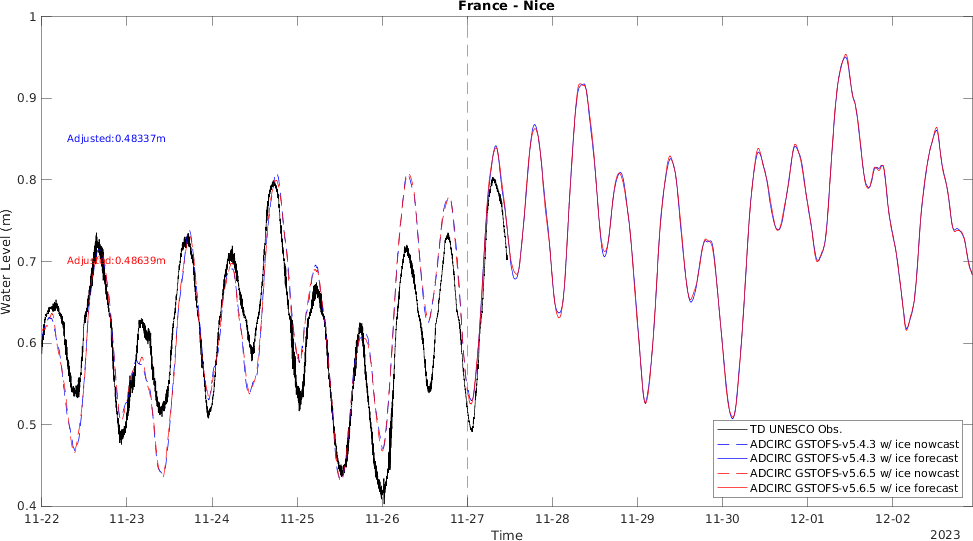 France - Nice
Water Level (m)
1
0.9
0.8
0.7
0.6
0.5
0.4
Adjusted:0.48337m
Adjusted:0.48639m
TD UNESCO Obs.
ADCIRC GSTOFS-v5.4.3 w/ ice nowcast
ADCIRC GSTOFS-v5.4.3 w/ ice forecast
ADCIRC GSTOFS-v5.6.5 w/ ice nowcast
ADCIRC GSTOFS-v5.6.5 w/ ice forecast
11-22 11-23 11-24 11-25 11-26 11-27 11-28 11-29 11-30 12-01 12-02
Time
2023